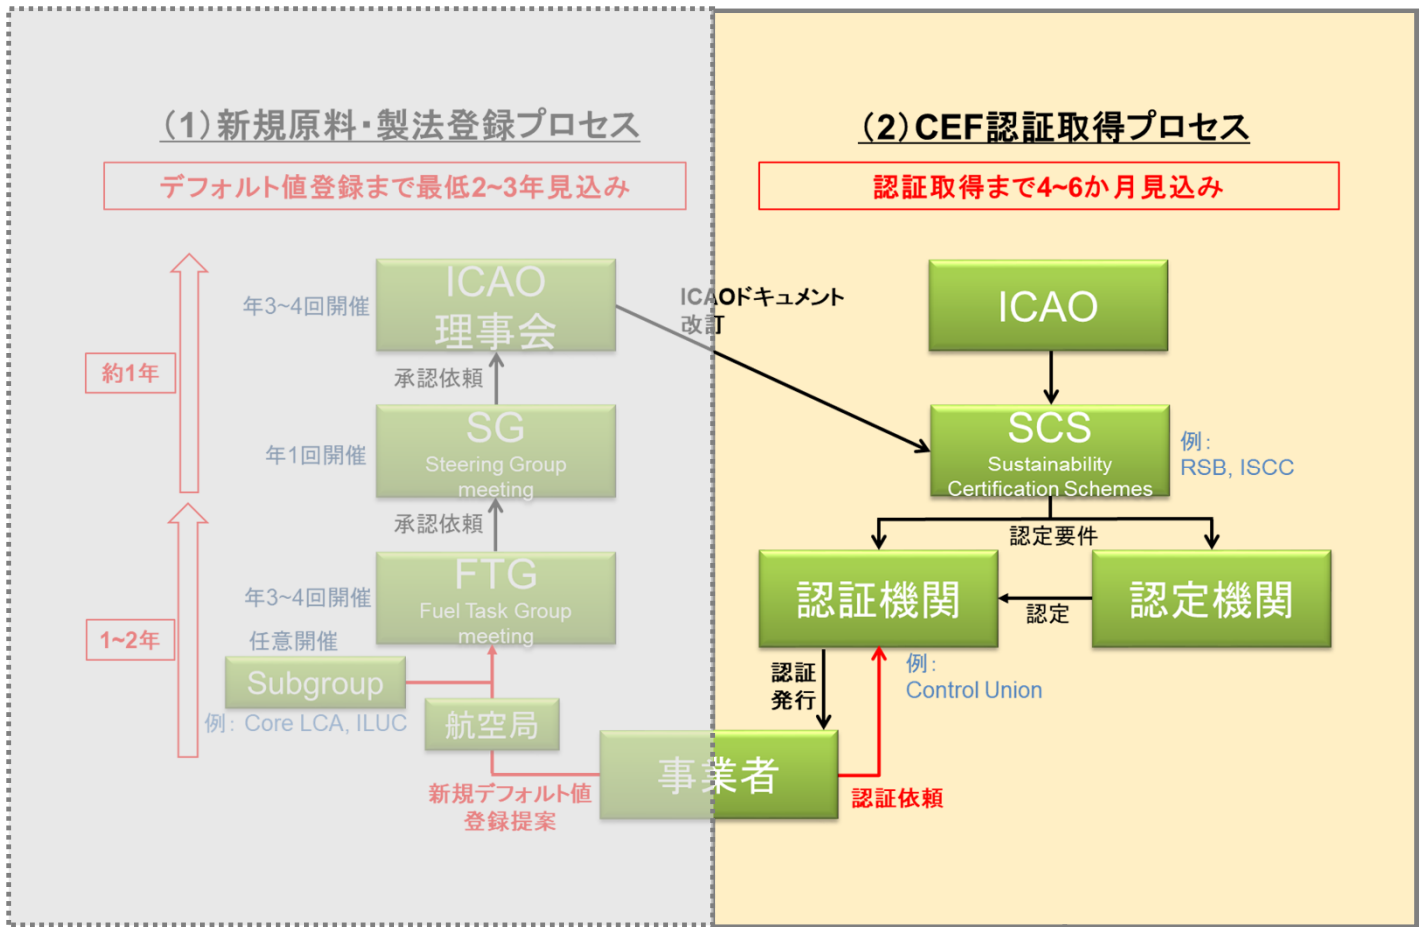 （1）新規原料・製法登録プロセス
デフォルト値登録まで最低2~3年見込み
年3~4回開催
ICAO
理事会
約1年
承認依頼
年1回開催
SG
Steering Group
meeting
承認依頼
年3~4回開催
FTG
Fuel Task Group
meeting
1~2年
任意開催
Subgroup
例： Core LCA, ILUC
航空局
新規デフォルト値
登録提案
事業者
ICAOドキュメント
改訂
（2）CEF認証取得プロセス
認証取得まで4~6か月見込み
ICAO
SCS
Sustainability
Certification Schemes
例：
RSB, ISCC
認定要件
認証機関
認定
認定機関
例：
Control Union
認証
発行
認証依頼